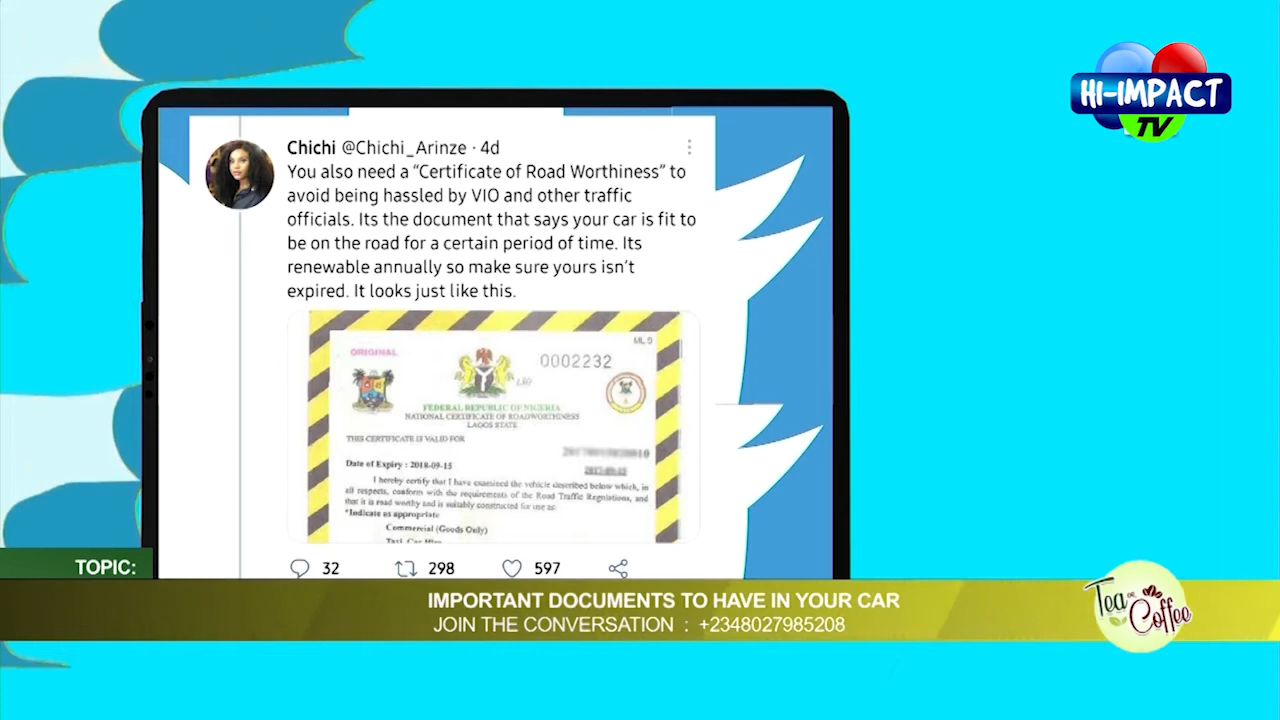 HI-IMPACT
TV
Chichi @Chichi_Arinze · 4d
You also need a “Certificate of Road Worthiness” to
avoid being hassled by VIO and other traffic
officials. Its the document that says your car is fit to
be on the road for a certain period of time. Its
renewable annually so make sure yours isn’t
expired. It looks just like this.
ORIGINAL
0002232
FEDERAL REPUBLIC OF NIGERIA
NATIONAL CERTIFICATE OF ROADWORTHINESS
LAGOS STATE
THIS CERTIFICATE IS VALID FOR
Date of Expiry : 2018-09-15
I hereby certify that I have examined the vehicle described below which, in
all respects, conform with the requirements of the Road Traffic Regulations, and
that it is road worthy and is suitably constructed for use as:
*Indicate as appropriate
Commercial (Goods Only)
32 298 597
TOPIC:
IMPORTANT DOCUMENTS TO HAVE IN YOUR CAR
JOIN THE CONVERSATION : +2348027985208
Tea OR Coffee